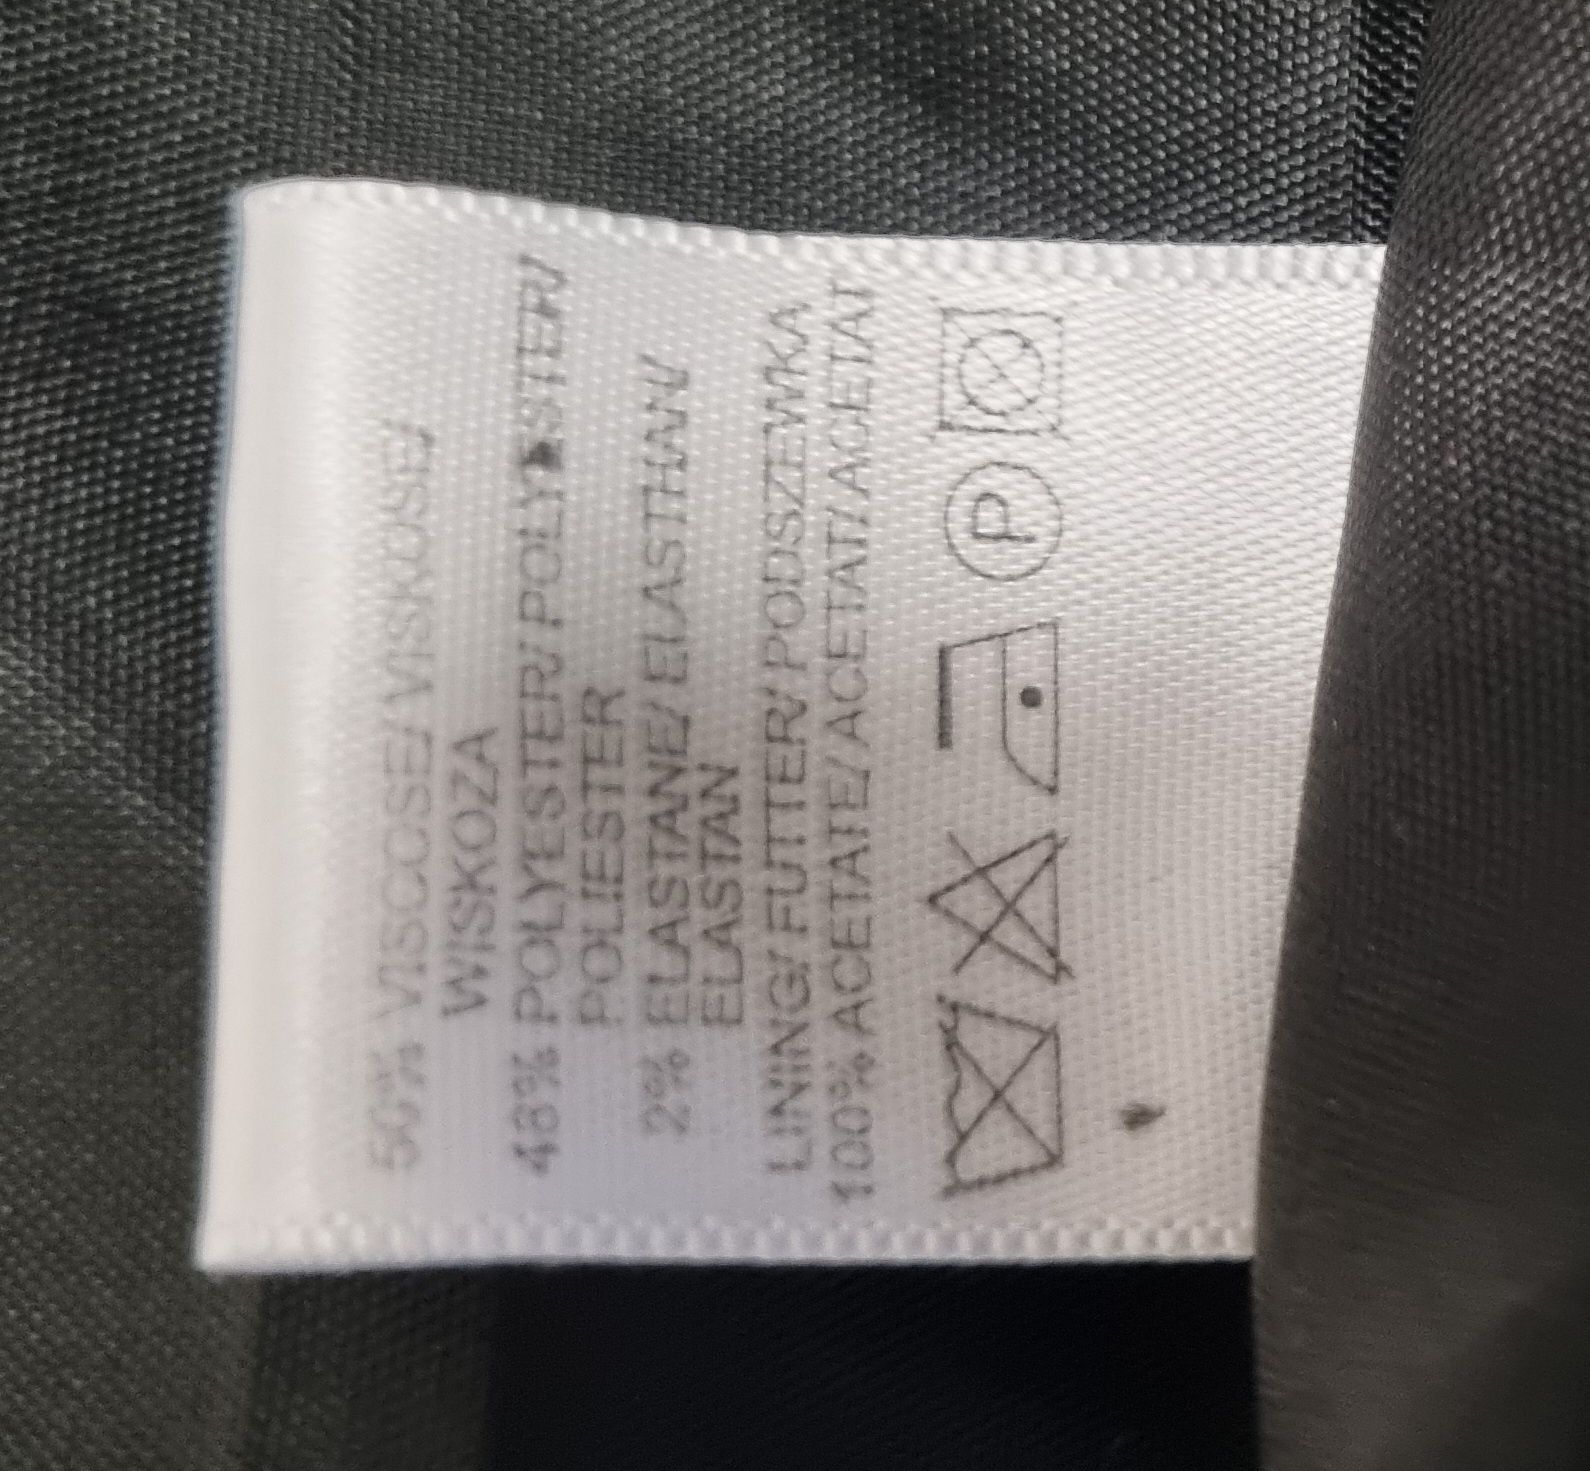 50% VISCOSE/ VISKOSE/
WISKOZA
48% POLYESTER/ POLYESTER/
POLIESTER
2% ELASTANE/ ELASTHAN/
ELASTAN
LINING/ FUTTER/ PODSZEWKA
100% ACETATE/ ACETAT/ ACETAT
P